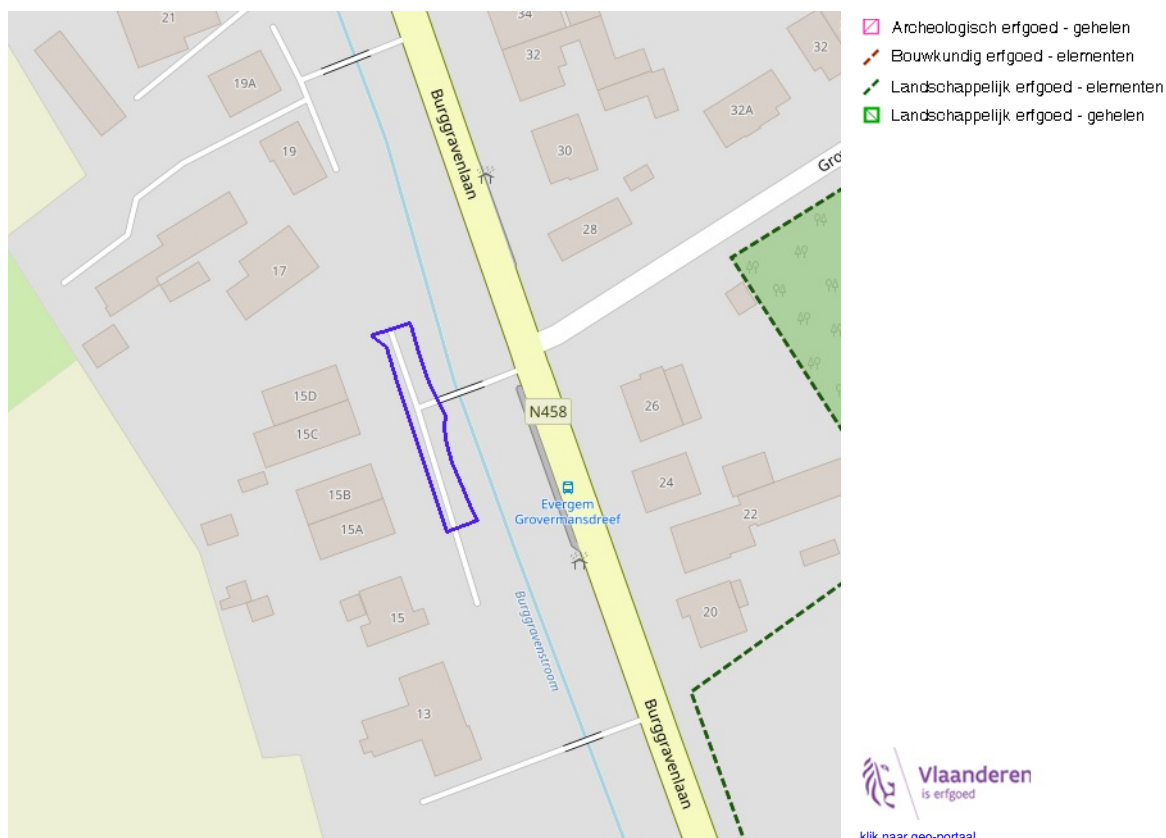 21
34
32
32
19A
32A
Burggravenlaan
19
30
Gro
28
17
15D
26
N458
15C
15B
24
Evergem
Grovermansdreef
22
15A
15
20
Burggravenstroom
13
Burggravenlaan
Archeologisch erfgoed - gehelen
Bouwkundig erfgoed - elementen
Landschappelijk erfgoed - elementen
Landschappelijk erfgoed - gehelen
Vlaanderen
is erfgoed
klik naar geo-portaal